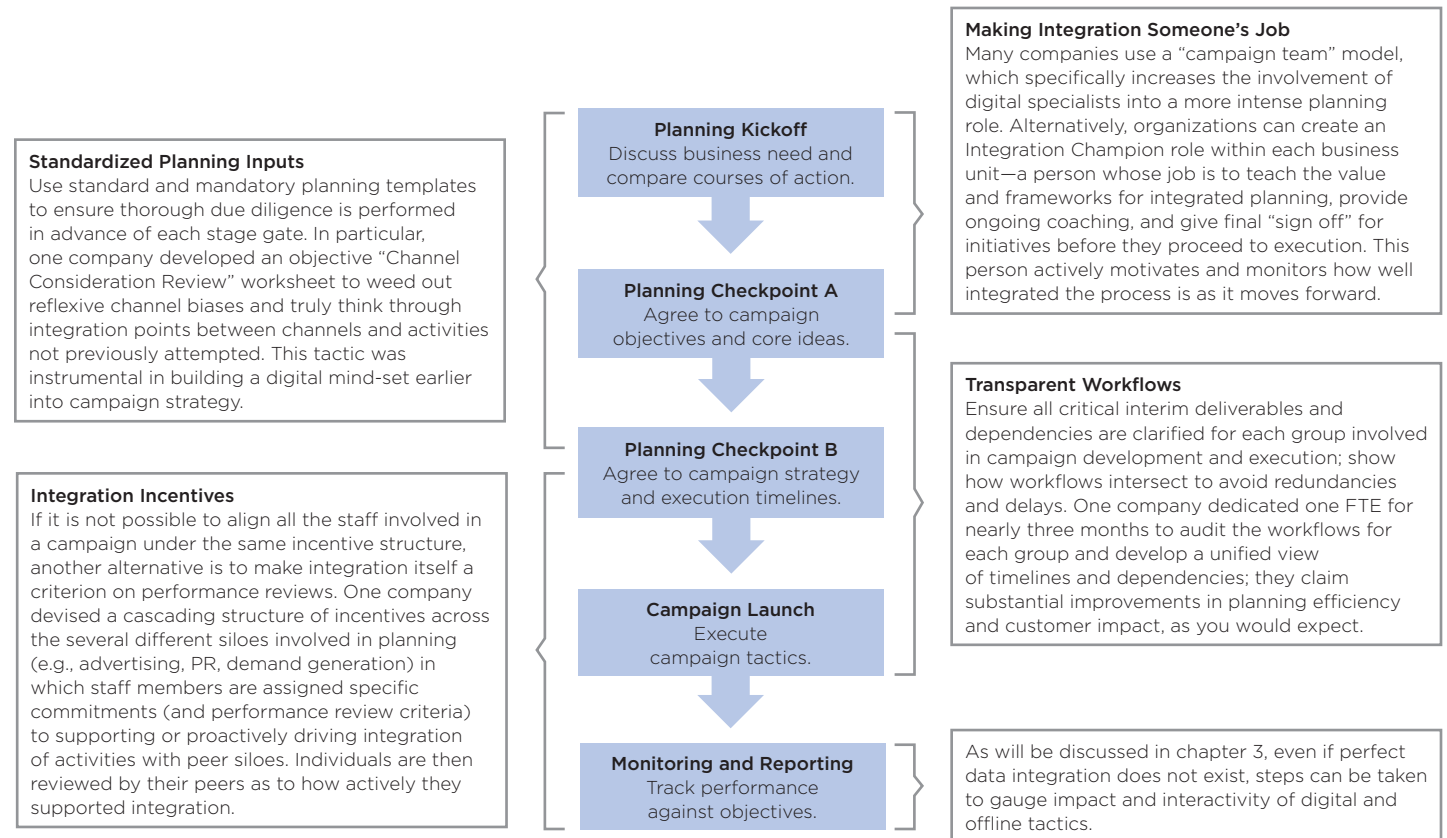 Standardized Planning Inputs
Use standard and mandatory planning templates
to ensure thorough due diligence is performed
in advance of each stage gate. In particular,
one company developed an objective “Channel
Consideration Review” worksheet to weed out
reflexive channel biases and truly think through
integration points between channels and activities
not previously attempted. This tactic was
instrumental in building a digital mind-set earlier
into campaign strategy.
Integration Incentives
If it is not possible to align all the staff involved in
a campaign under the same incentive structure,
another alternative is to make integration itself a
criterion on performance reviews. One company
devised a cascading structure of incentives across
the several different siloes involved in planning
(e.g., advertising, PR, demand generation) in
which staff members are assigned specific
commitments (and performance review criteria)
to supporting or proactively driving integration
of activities with peer siloes. Individuals are then
reviewed by their peers as to how actively they
supported integration.
Planning Kickoff
Discuss business need and
compare courses of action.
Planning Checkpoint A
Agree to campaign
objectives and core ideas.
Planning Checkpoint B
Agree to campaign strategy
and execution timelines.
Campaign Launch
Execute
campaign tactics.
Monitoring and Reporting
Track performance
against objectives.
Making Integration Someone’s Job
Many companies use a “campaign team” model,
which specifically increases the involvement of
digital specialists into a more intense planning
role. Alternatively, organizations can create an
Integration Champion role within each business
unit—a person whose job is to teach the value
and frameworks for integrated planning, provide
ongoing coaching, and give final “sign off” for
initiatives before they proceed to execution. This
person actively motivates and monitors how well
integrated the process is as it moves forward.
Transparent Workflows
Ensure all critical interim deliverables and
dependencies are clarified for each group involved
in campaign development and execution; show
how workflows intersect to avoid redundancies
and delays. One company dedicated one FTE for
nearly three months to audit the workflows for
each group and develop a unified view
of timelines and dependencies; they claim
substantial improvements in planning efficiency
and customer impact, as you would expect.
As will be discussed in chapter 3, even if perfect
data integration does not exist, steps can be taken
to gauge impact and interactivity of digital and
offline tactics.